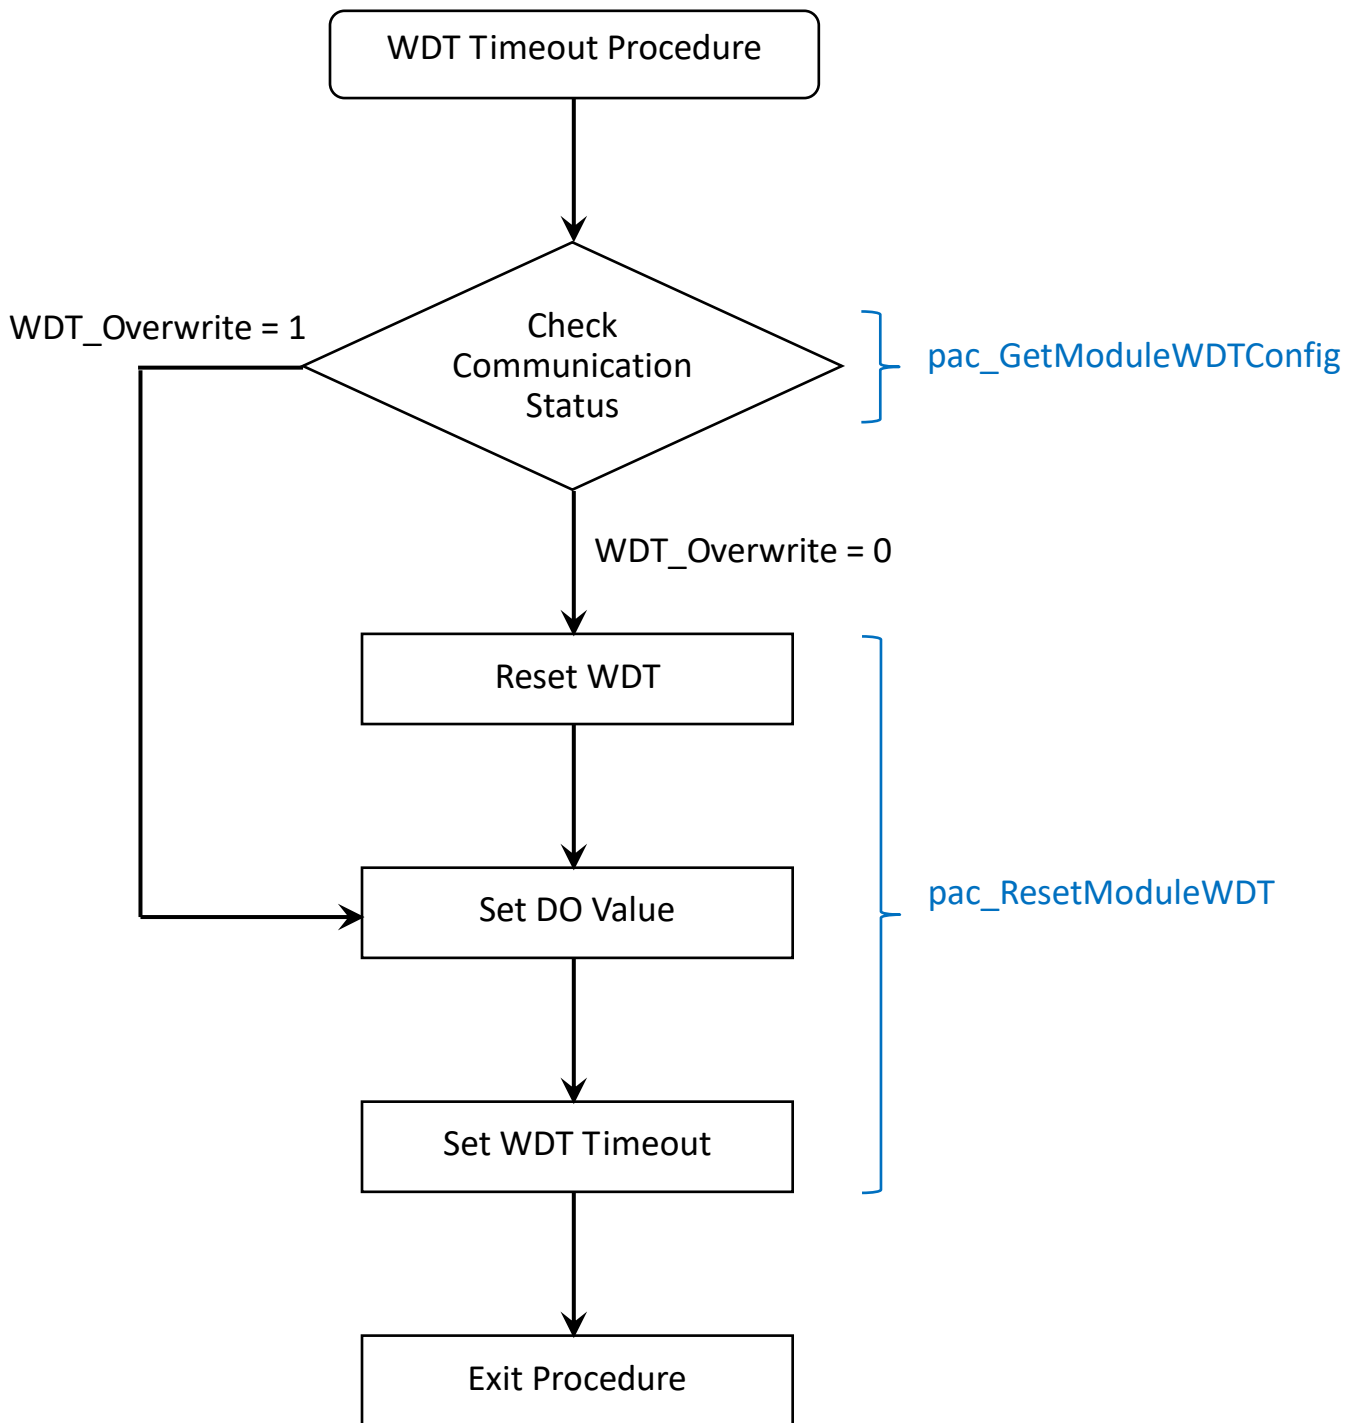 WDT Timeout Procedure
WDT_Overwrite = 1
Check
Communication
Status
pac_GetModuleWDTConfig
WDT_Overwrite = 0
Reset WDT
Set DO Value
pac_ResetModuleWDT
Set WDT Timeout
Exit Procedure